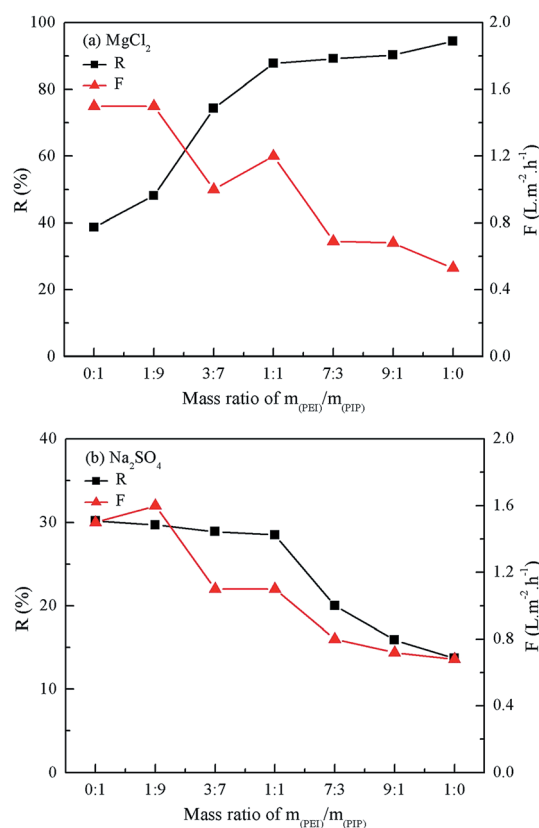 (a) MgCl₂
R
F
100
80
60
40
20
0
R (%)
2.0
1.6
1.2
0.8
0.4
0.0
F (L.m⁻².h⁻¹)
0:1 1:9 3:7 1:1 7:3 9:1 1:0
Mass ratio of m(PEI)/m(PIP)
(b) Na₂SO₄
R
F
40
30
20
10
0
R (%)
2.0
1.6
1.2
0.8
0.4
0.0
F (L.m⁻².h⁻¹)
0:1 1:9 3:7 1:1 7:3 9:1 1:0
Mass ratio of m(PEI)/m(PIP)